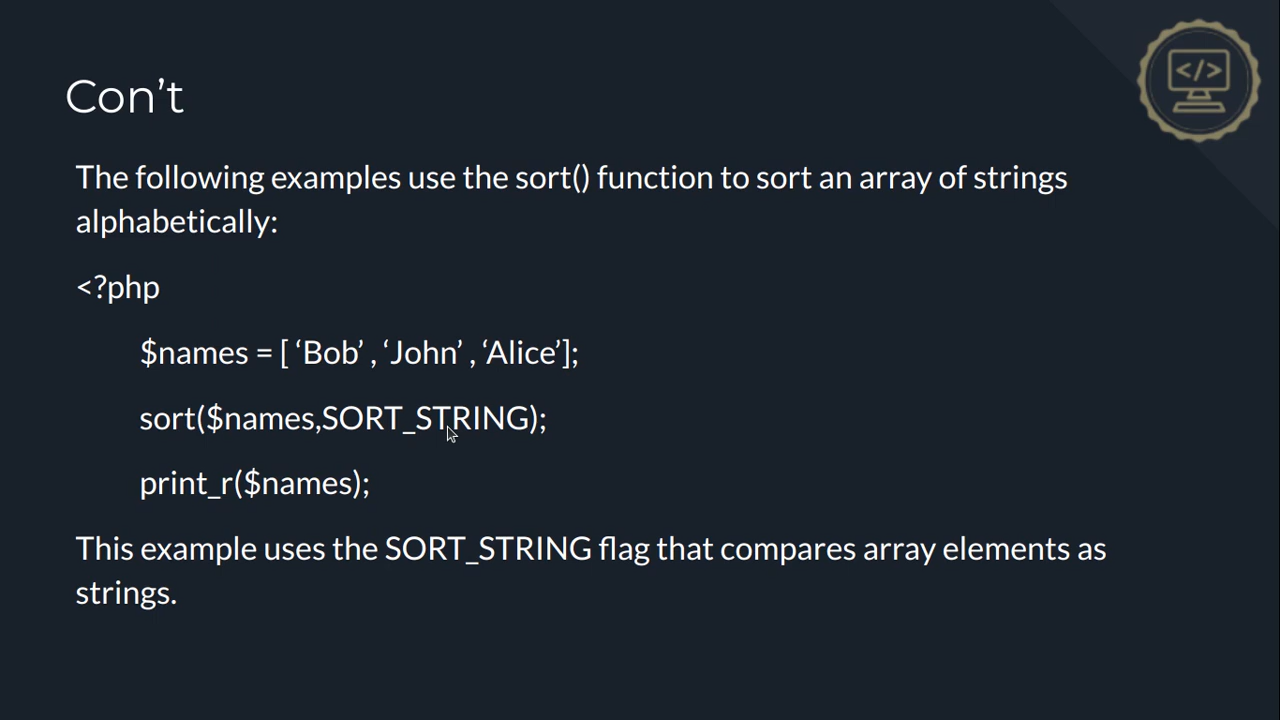 </>
Con’t
The following examples use the sort() function to sort an array of strings
alphabetically:
<?php
$names = [ ‘Bob’ , ‘John’ , ‘Alice’];
sort($names,SORT_STRING);
print_r($names);
This example uses the SORT_STRING flag that compares array elements as
strings.